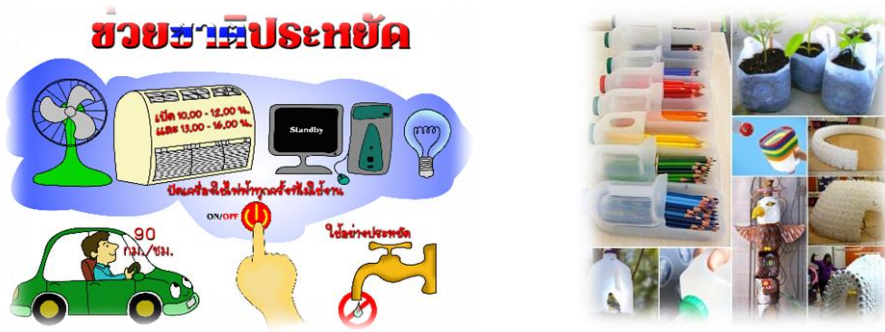 ช่วยชาติประหยัด
เปิด 10.00 - 12.00 น.
และ 13.00 - 16.00 น.
Standby
ปิดเครื่องใช้ไฟฟ้าทุกครั้งที่ไม่ใช้งาน
ON/OFF
ใช้อย่างประหยัด
90
กม./ชม.